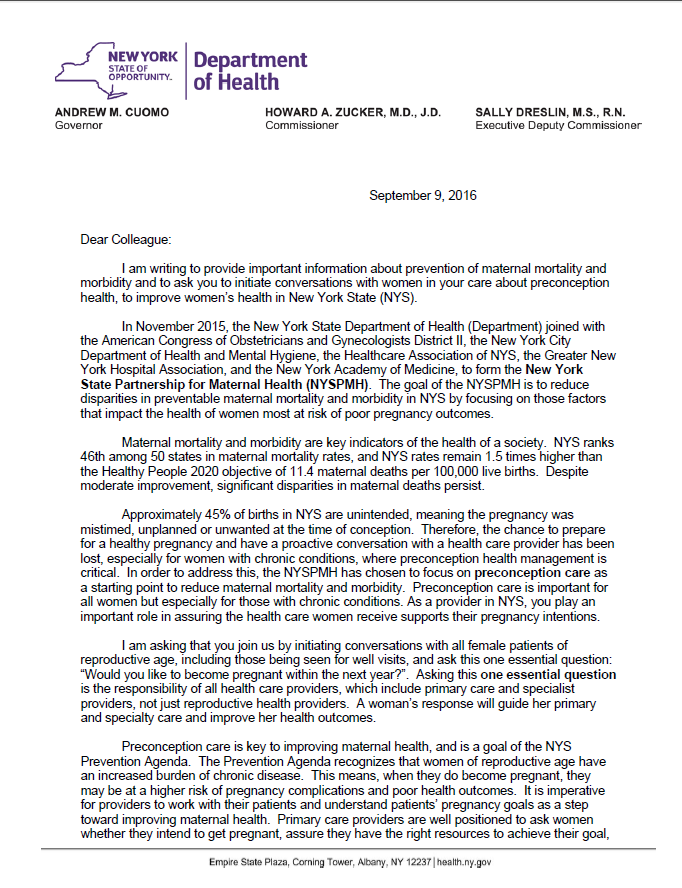 NEW YORK
STATE OF
OPPORTUNITY.
Department
of Health
ANDREW M. CUOMO
Governor
HOWARD A. ZUCKER, M.D., J.D.
Commissioner
SALLY DRESLIN, M.S., R.N.
Executive Deputy Commissioner
September 9, 2016
Dear Colleague:
I am writing to provide important information about prevention of maternal mortality and
morbidity and to ask you to initiate conversations with women in your care about preconception
health, to improve women's health in New York State (NYS).
In November 2015, the New York State Department of Health (Department) joined with
the American Congress of Obstetricians and Gynecologists District II, the New York City
Department of Health and Mental Hygiene, the Healthcare Association of NYS, the Greater New
York Hospital Association, and the New York Academy of Medicine, to form the New York
State Partnership for Maternal Health (NYSPMH). The goal of the NYSPMH is to reduce
disparities in preventable maternal mortality and morbidity in NYS by focusing on those factors
that impact the health of women most at risk of poor pregnancy outcomes.
Maternal mortality and morbidity are key indicators of the health of a society. NYS ranks
46th among 50 states in maternal mortality rates, and NYS rates remain 1.5 times higher than
the Healthy People 2020 objective of 11.4 maternal deaths per 100,000 live births. Despite
moderate improvement, significant disparities in maternal deaths persist.
Approximately 45% of births in NYS are unintended, meaning the pregnancy was
mistimed, unplanned or unwanted at the time of conception. Therefore, the chance to prepare
for a healthy pregnancy and have a proactive conversation with a health care provider has been
lost, especially for women with chronic conditions, where preconception health management is
critical. In order to address this, the NYSPMH has chosen to focus on preconception care as
a starting point to reduce maternal mortality and morbidity. Preconception care is important for
all women but especially for those with chronic conditions. As a provider in NYS, you play an
important role in assuring the health care women receive supports their pregnancy intentions.
I am asking that you join us by initiating conversations with all female patients of
reproductive age, including those being seen for well visits, and ask this one essential question:
"Would you like to become pregnant within the next year?". Asking this one essential question
is the responsibility of all health care providers, which include primary care and specialist
providers, not just reproductive health providers. A woman's response will guide her primary
and specialty care and improve her health outcomes.
Preconception care is key to improving maternal health, and is a goal of the NYS
Prevention Agenda. The Prevention Agenda recognizes that women of reproductive age have
an increased burden of chronic disease. This means, when they do become pregnant, they
may be at a higher risk of pregnancy complications and poor health outcomes. It is imperative
for providers to work with their patients and understand patients' pregnancy goals as a step
toward improving maternal health. Primary care providers are well positioned to ask women
whether they intend to get pregnant, assure they have the right resources to achieve their goal,
Empire State Plaza, Corning Tower, Albany, NY 12237 | health.ny.gov